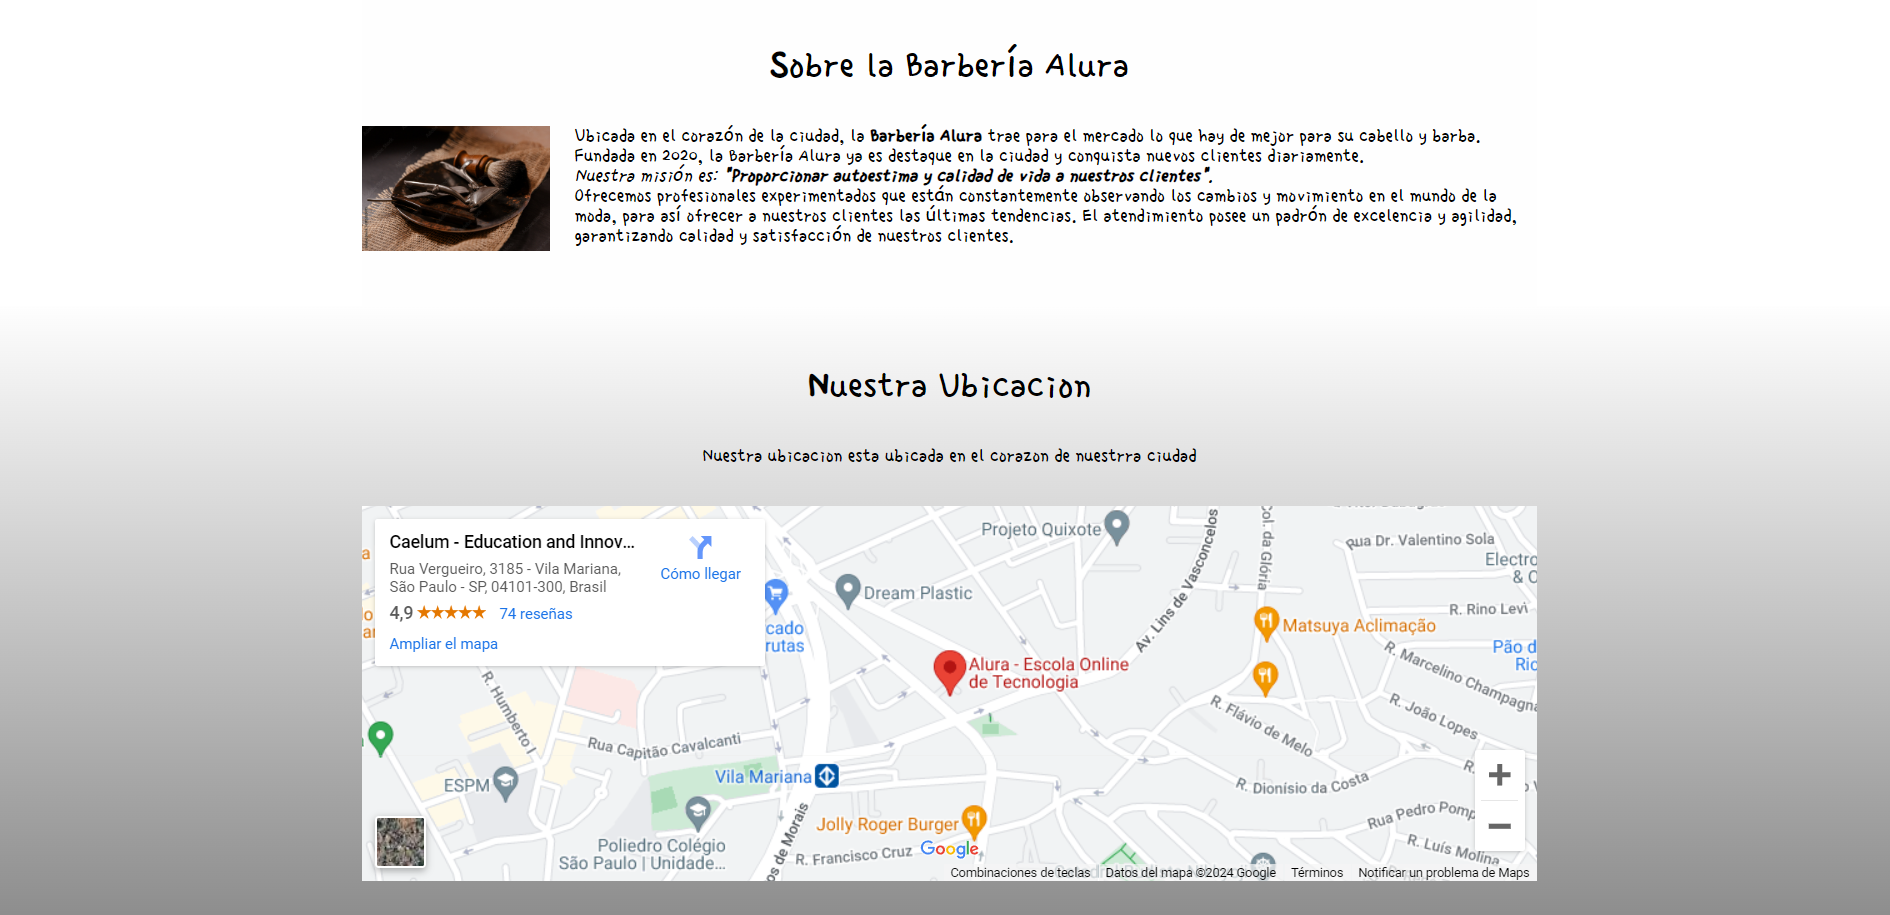 Sobre la Barbería Alura
Ubicada en el corazón de la ciudad, la Barbería Alura trae para el mercado lo que hay de mejor para su cabello y barba.
Fundada en 2020, la Barbería Alura ya es destaque en la ciudad y conquista nuevos clientes diariamente.
Nuestra misión es: "Proporcionar autoestima y calidad de vida a nuestros clientes".
Ofrecemos profesionales experimentados que están constantemente observando los cambios y movimiento en el mundo de la
moda, para así ofrecer a nuestros clientes las últimas tendencias. El atendimiento posee un padrón de excelencia y agilidad,
garantizando calidad y satisfacción de nuestros clientes.
Nuestra Ubicacion
Nuestra ubicacion esta ubicada en el corazon de nuestrra ciudad
Caelum - Education and Innov...
Rua Vergueiro, 3185 - Vila Mariana,
São Paulo - SP, 04101-300, Brasil
4,9 ★★★★★ 74 reseñas
Ampliar el mapa
Cómo llegar
Projeto Quixote
Dream Plastic
cado
rutas
Av. Lins de Vasconcelos
Col. da Glória
Rua Dr. Valentino Sola
Electro
& C
R. Rino Levi
Matsuya Aclimação
Pão d
Ric
R. Marcelino Champagna
Alura - Escola Online
de Tecnologia
R. João Lopes
R. Flávio de Melo
R. Humberto I
Rua Capitão Cavalcanti
Vila Mariana
ESPM
R. Dionísio da Costa
Rua Pedro Pomp
R. Luís Molina
Poliedro Colégio
São Paulo | Unidade...
os de Morais
Jolly Roger Burger
R. Francisco Cruz
Google
Combinaciones de teclas
Datos del mapa ©2024 Google
Términos
Notificar un problema de Maps